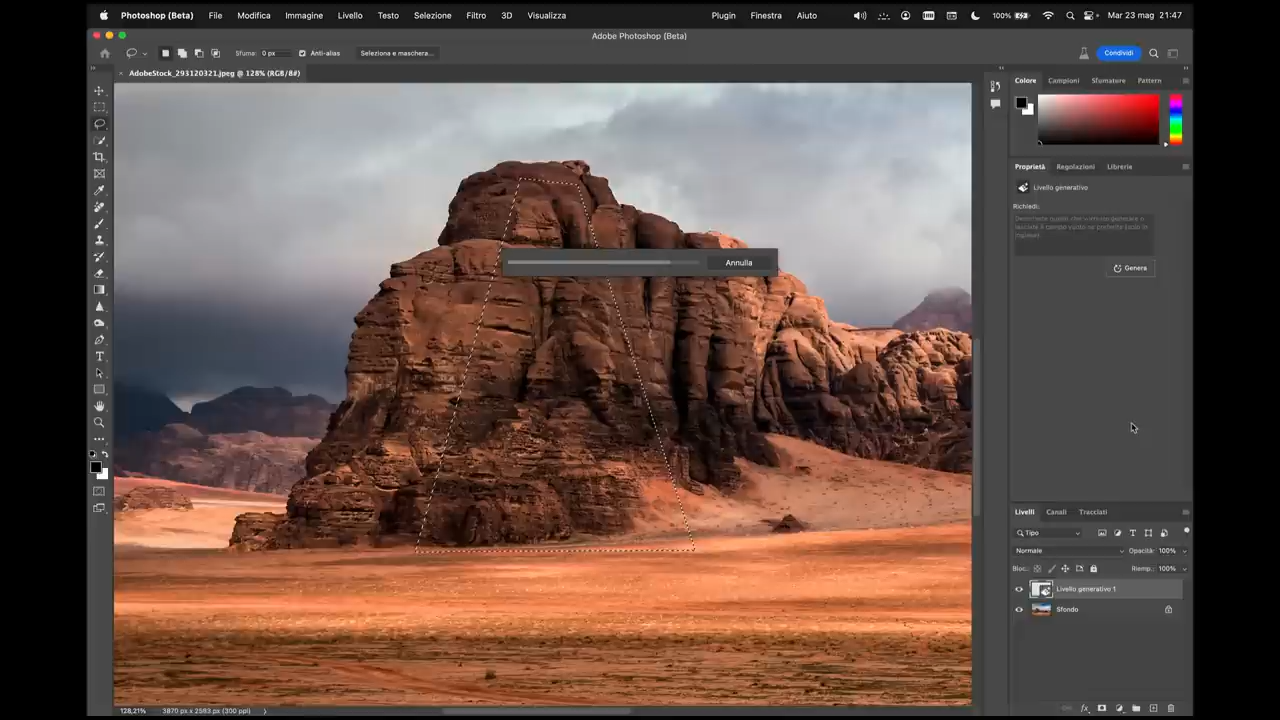 Photoshop (Beta) File Modifica Immagine Livello Testo Selezione Filtro 3D Visualizza Plugin Finestra Aiuto 100% Mar 23 mag 21:47
Adobe Photoshop (Beta)
Sfuma: 0 px Anti-alias Seleziona e maschera... Condividi
× AdobeStock_293120321.jpeg @ 128% (RGB/8#)
Colore Campioni Sfumatore Pattern
Proprietà Regolazioni Librerie
Livello generativo
Richiedi:
Genera
Annulla
Livelli Canali Tracciati
Tipo
Normale Opacità: 100%
Bloc.: Riemp.: 100%
Livello generativo 1
Sfondo
128,21% 3870 px x 2593 px (300 ppi)